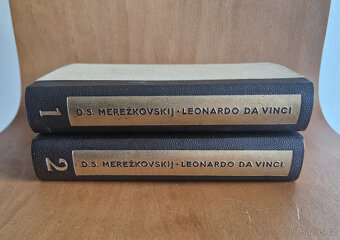 1 D.S. MEREŽKOVSKIJ · LEONARDO DA VINCI
2 D.S. MEREŽKOVSKIJ · LEONARDO DA VINCI